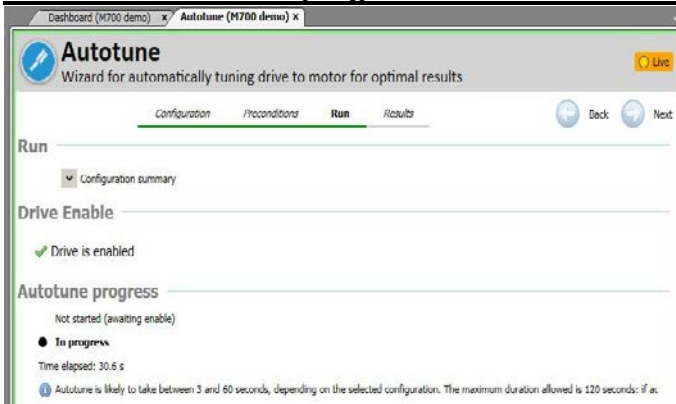 Dashboard (M700 demo) x Autotune (M700 demo) x
Autotune
Wizard for automatically tuning drive to motor for optimal results
Live
Configuration Preconditions Run Results Back Next
Run
Configuration summary
Drive Enable
Drive is enabled
Autotune progress
Not started (awaiting enable)
In progress
Time elapsed: 30.6 s
Autotune is likely to take between 3 and 60 seconds, depending on the selected configuration. The maximum duration allowed is 120 seconds: if